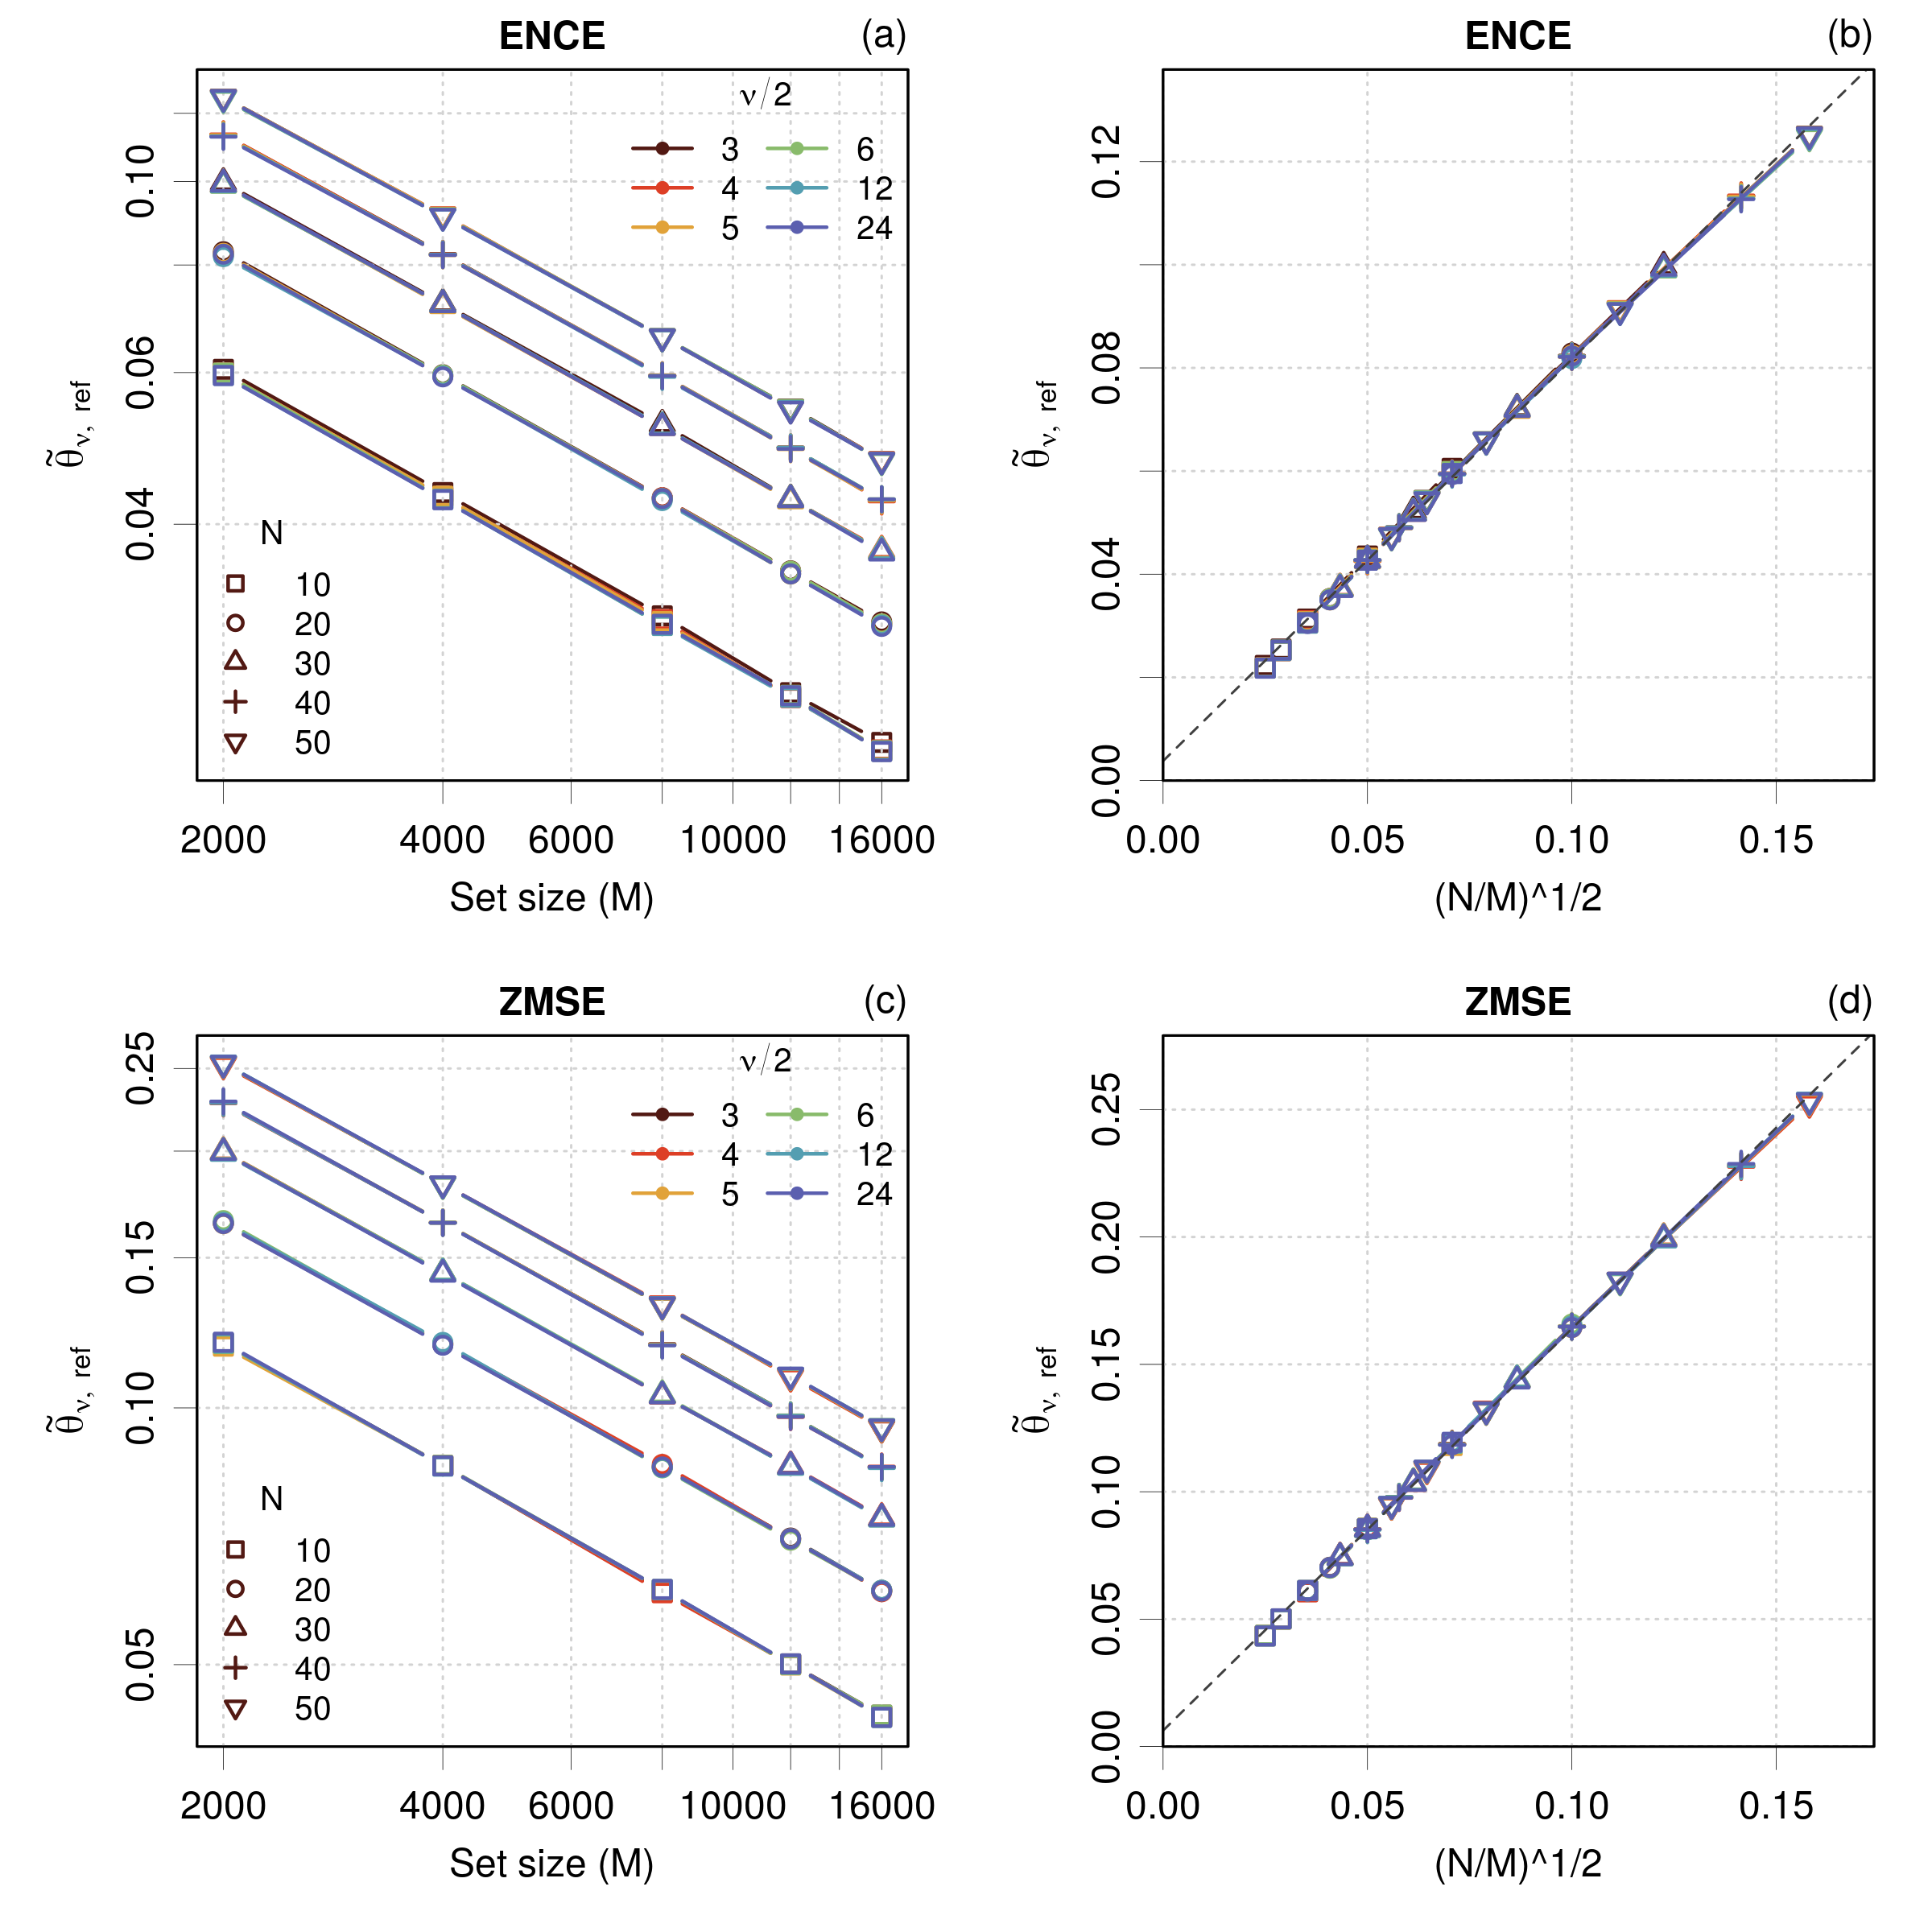 ENCE (a)
ν/2
3 6
4 12
5 24
N
10
20
30
40
50
0.04 0.06 0.10
θ̃ν, ref
2000 4000 6000 10000 16000
Set size (M)
ENCE (b)
0.00 0.04 0.08 0.12
θ̃ν, ref
0.00 0.05 0.10 0.15
(N/M)^1/2
ZMSE (c)
ν/2
3 6
4 12
5 24
N
10
20
30
40
50
0.05 0.10 0.15 0.25
θ̃ν, ref
2000 4000 6000 10000 16000
Set size (M)
ZMSE (d)
0.00 0.05 0.10 0.15 0.20 0.25
θ̃ν, ref
0.00 0.05 0.10 0.15
(N/M)^1/2